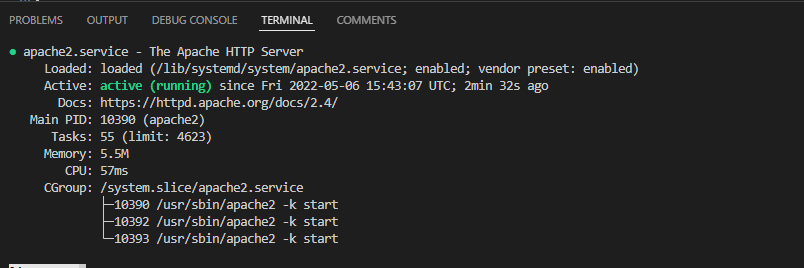 PROBLEMS OUTPUT DEBUG CONSOLE TERMINAL COMMENTS
● apache2.service - The Apache HTTP Server
Loaded: loaded (/lib/systemd/system/apache2.service; enabled; vendor preset: enabled)
Active: active (running) since Fri 2022-05-06 15:43:07 UTC; 2min 32s ago
Docs: https://httpd.apache.org/docs/2.4/
Main PID: 10390 (apache2)
Tasks: 55 (limit: 4623)
Memory: 5.5M
CPU: 57ms
CGroup: /system.slice/apache2.service
├─10390 /usr/sbin/apache2 -k start
├─10392 /usr/sbin/apache2 -k start
└─10393 /usr/sbin/apache2 -k start